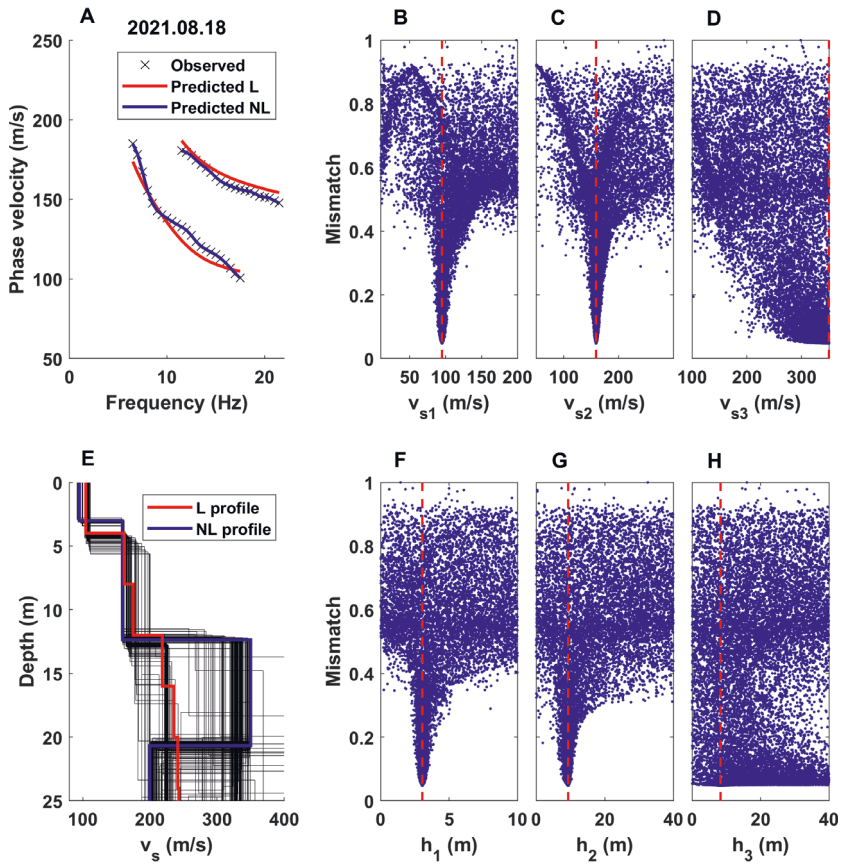 A
2021.08.18
B
C
D
250
200
150
100
50
0
10
20
Phase velocity (m/s)
Frequency (Hz)
Observed
Predicted L
Predicted NL
1
0.8
0.6
0.4
0.2
0
Mismatch
50 100 150 200
v_s1 (m/s)
100 200
v_s2 (m/s)
100 200 300
v_s3 (m/s)
E
F
G
H
0
5
10
15
20
25
Depth (m)
100 200 300 400
v_s (m/s)
L profile
NL profile
1
0.8
0.6
0.4
0.2
0
Mismatch
0 5 10
h_1 (m)
0 20 40
h_2 (m)
0 20 40
h_3 (m)